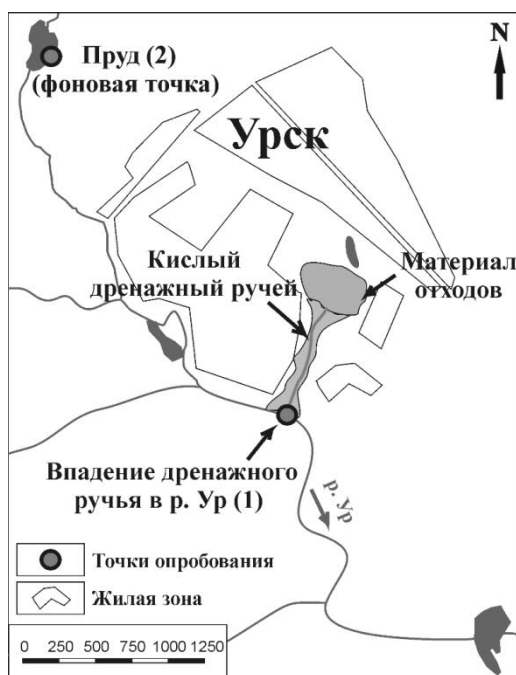 Пруд (2)
(фоновая точка)
N
Урск
Кислый
дренажный ручей
Материал
отходов
Впадение дренажного
ручья в р. Ур (1)
р. Ур
Точки опробования
Жилая зона
0 250 500 750 1000 1250